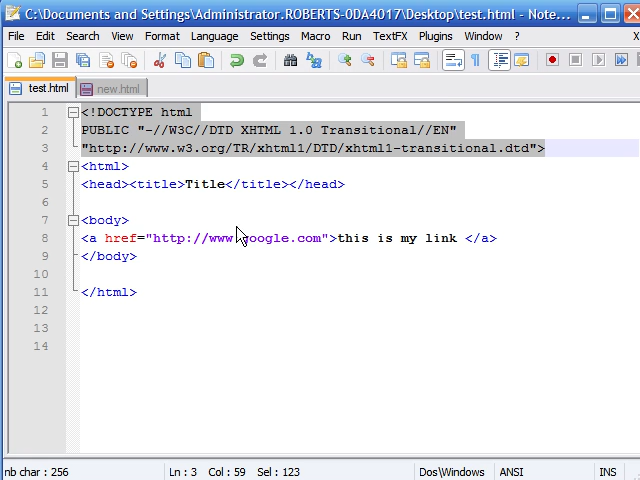 C:\Documents and Settings\Administrator.ROBERTS-0DA4017\Desktop\test.html - Note...
File Edit Search View Format Language Settings Macro Run TextFX Plugins Window ? X
test.html new.html
1 <!DOCTYPE html
2 PUBLIC "-//W3C//DTD XHTML 1.0 Transitional//EN"
3 "http://www.w3.org/TR/xhtml1/DTD/xhtml1-transitional.dtd">
4 <html>
5 <head><title>Title</title></head>
6
7 <body>
8 <a href="http://www.google.com">this is my link </a>
9 </body>
10
11 </html>
12
13
14
nb char : 256 Ln : 3 Col : 59 Sel : 123 Dos\Windows ANSI INS